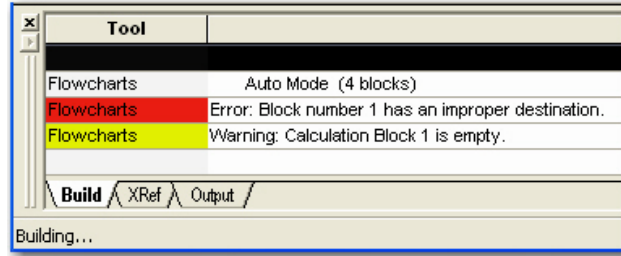 Tool
Flowcharts Auto Mode (4 blocks)
Flowcharts Error: Block number 1 has an improper destination.
Flowcharts Warning: Calculation Block 1 is empty.
Build XRef Output
Building...